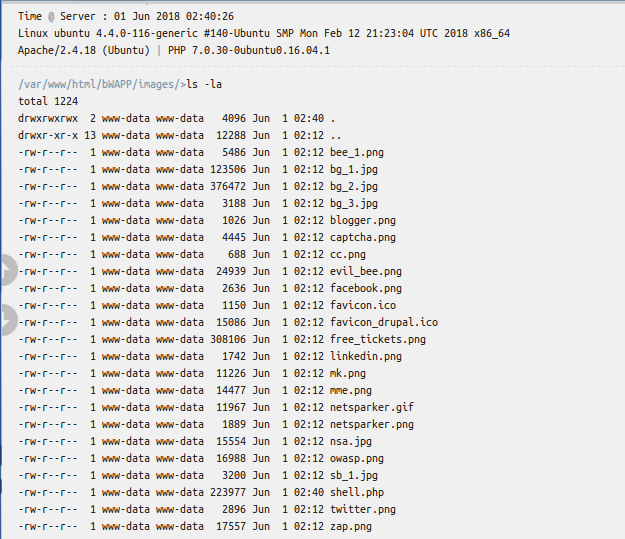 Time @ Server : 01 Jun 2018 02:40:26
Linux ubuntu 4.4.0-116-generic #140-Ubuntu SMP Mon Feb 12 21:23:04 UTC 2018 x86_64
Apache/2.4.18 (Ubuntu) | PHP 7.0.30-0ubuntu0.16.04.1
/var/www/html/bWAPP/images/>ls -la
total 1224
drwxrwxrwx  2 www-data www-data   4096 Jun  1 02:40 .
drwxr-xr-x 13 www-data www-data  12288 Jun  1 02:12 ..
-rw-r--r--  1 www-data www-data   5486 Jun  1 02:12 bee_1.png
-rw-r--r--  1 www-data www-data 123506 Jun  1 02:12 bg_1.jpg
-rw-r--r--  1 www-data www-data 376472 Jun  1 02:12 bg_2.jpg
-rw-r--r--  1 www-data www-data   3188 Jun  1 02:12 bg_3.jpg
-rw-r--r--  1 www-data www-data   1026 Jun  1 02:12 blogger.png
-rw-r--r--  1 www-data www-data   4445 Jun  1 02:12 captcha.png
-rw-r--r--  1 www-data www-data    688 Jun  1 02:12 cc.png
-rw-r--r--  1 www-data www-data  24939 Jun  1 02:12 evil_bee.png
-rw-r--r--  1 www-data www-data   2636 Jun  1 02:12 facebook.png
-rw-r--r--  1 www-data www-data   1150 Jun  1 02:12 favicon.ico
-rw-r--r--  1 www-data www-data  15086 Jun  1 02:12 favicon_drupal.ico
-rw-r--r--  1 www-data www-data 308106 Jun  1 02:12 free_tickets.png
-rw-r--r--  1 www-data www-data   1742 Jun  1 02:12 linkedin.png
-rw-r--r--  1 www-data www-data  11226 Jun  1 02:12 mk.png
-rw-r--r--  1 www-data www-data  14477 Jun  1 02:12 mme.png
-rw-r--r--  1 www-data www-data  11967 Jun  1 02:12 netsparker.gif
-rw-r--r--  1 www-data www-data   1889 Jun  1 02:12 netsparker.png
-rw-r--r--  1 www-data www-data  15554 Jun  1 02:12 nsa.jpg
-rw-r--r--  1 www-data www-data  16988 Jun  1 02:12 owasp.png
-rw-r--r--  1 www-data www-data   3200 Jun  1 02:12 sb_1.jpg
-rw-r--r--  1 www-data www-data 223977 Jun  1 02:40 shell.php
-rw-r--r--  1 www-data www-data   2896 Jun  1 02:12 twitter.png
-rw-r--r--  1 www-data www-data  17557 Jun  1 02:12 zap.png